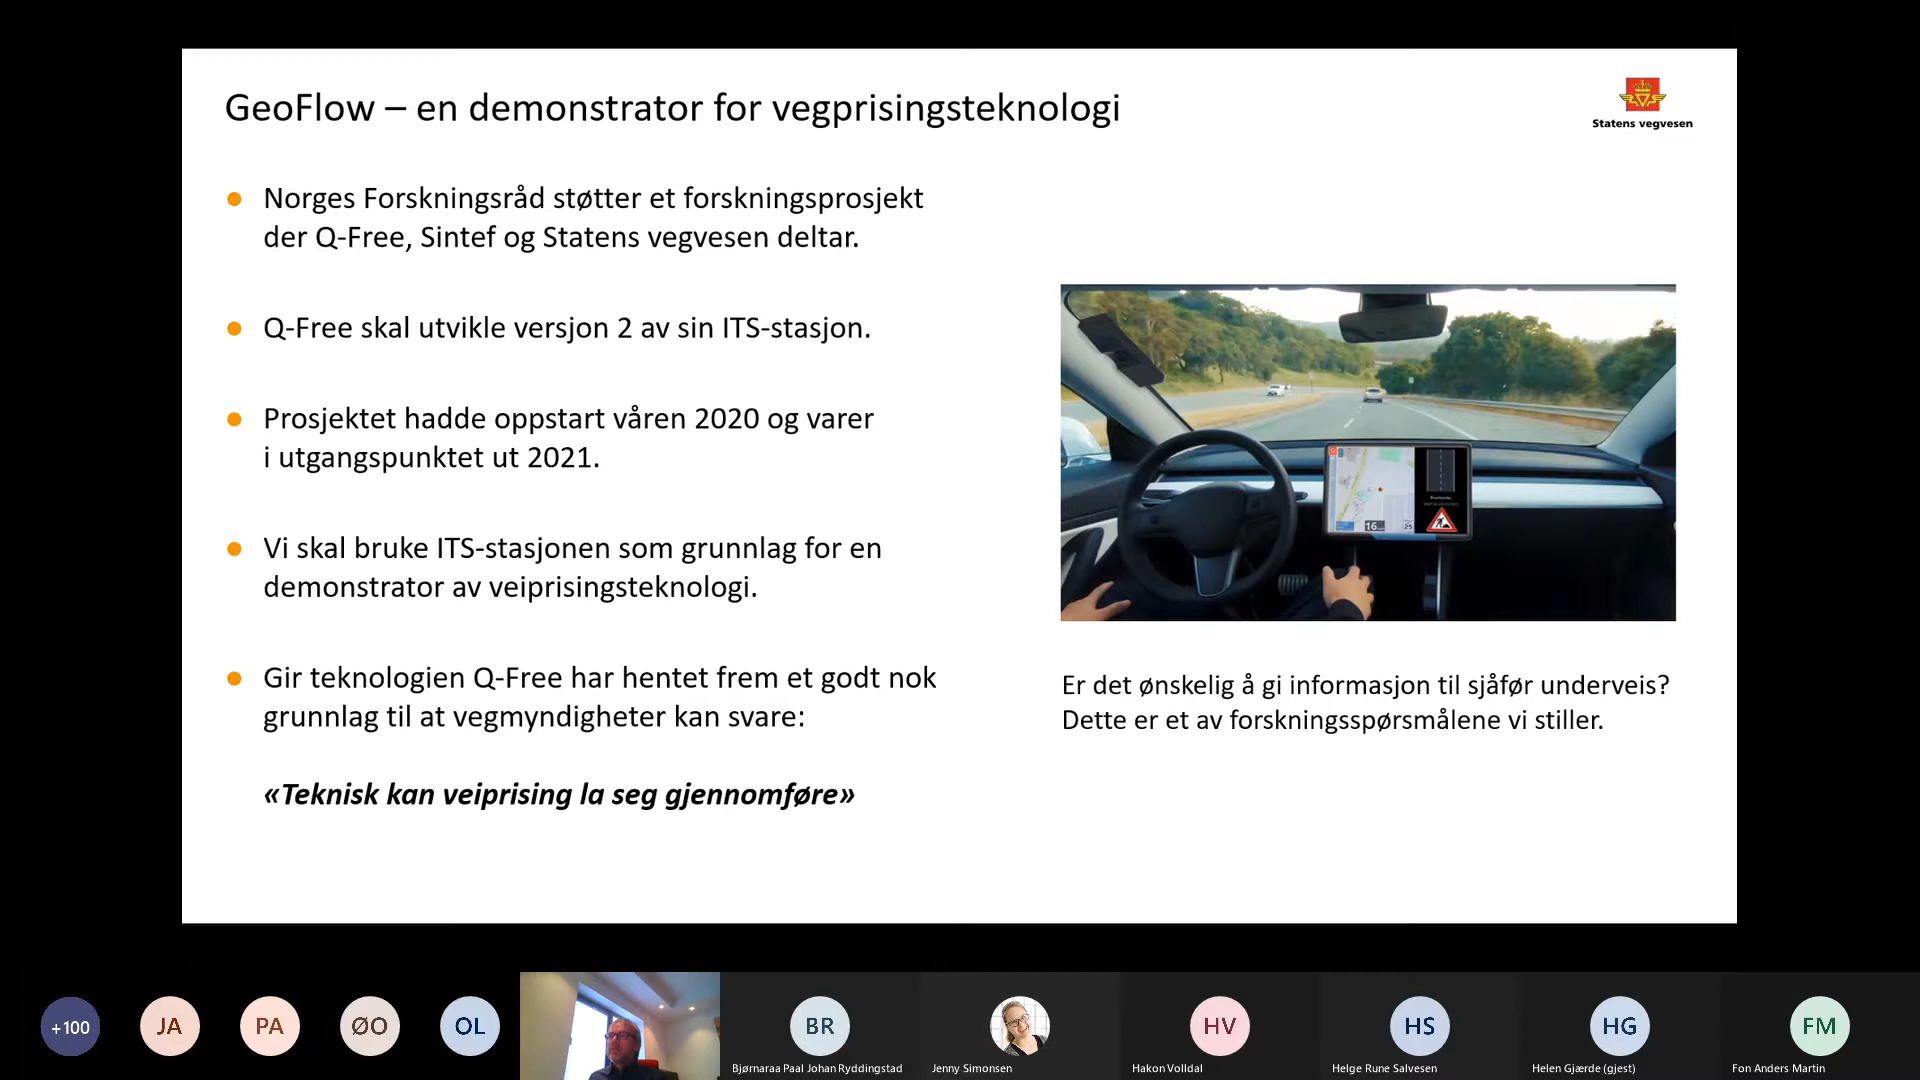 GeoFlow – en demonstrator for vegprisingsteknologi
Statens vegvesen
Norges Forskningsråd støtter et forskningsprosjekt
der Q-Free, Sintef og Statens vegvesen deltar.
Q-Free skal utvikle versjon 2 av sin ITS-stasjon.
Prosjektet hadde oppstart våren 2020 og varer
i utgangspunktet ut 2021.
Vi skal bruke ITS-stasjonen som grunnlag for en
demonstrator av veiprisingsteknologi.
Gir teknologien Q-Free har hentet frem et godt nok
grunnlag til at vegmyndigheter kan svare:
«Teknisk kan veiprising la seg gjennomføre»
16
25
Er det ønskelig å gi informasjon til sjåfør underveis?
Dette er et av forskningsspørsmålene vi stiller.
+100
JA
PA
ØO
OL
BR
HV
HS
HG
FM
Bjørnaraa Paal Johan Ryddingstad
Jenny Simonsen
Hakon Volldal
Helge Rune Salvesen
Helen Gjærde (gjest)
Fon Anders Martin